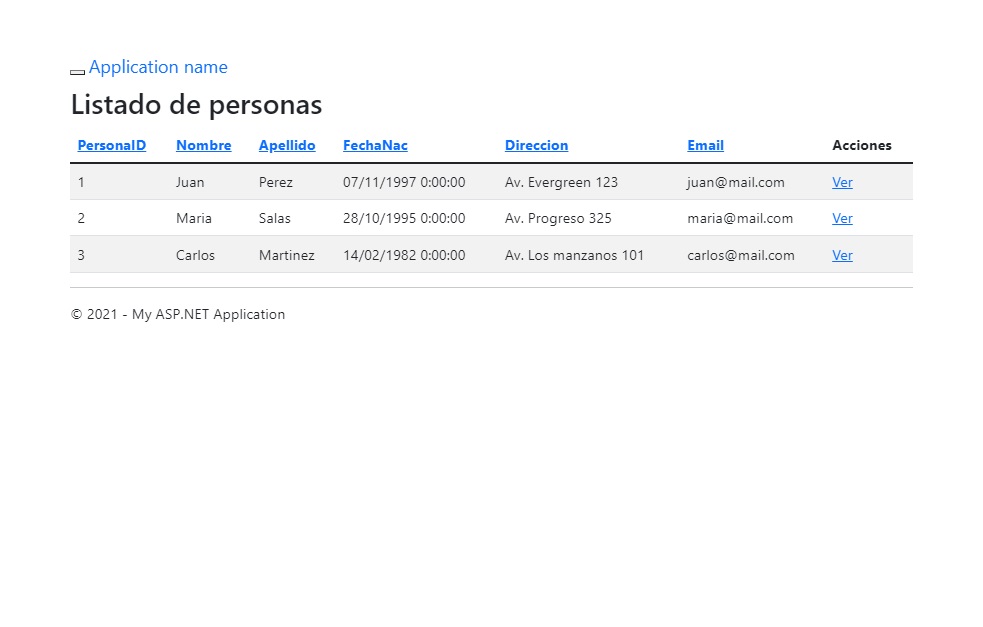 Application name
Listado de personas
PersonaID Nombre Apellido FechaNac Direccion Email Acciones
1 Juan Perez 07/11/1997 0:00:00 Av. Evergreen 123 juan@mail.com Ver
2 Maria Salas 28/10/1995 0:00:00 Av. Progreso 325 maria@mail.com Ver
3 Carlos Martinez 14/02/1982 0:00:00 Av. Los manzanos 101 carlos@mail.com Ver
© 2021 - My ASP.NET Application